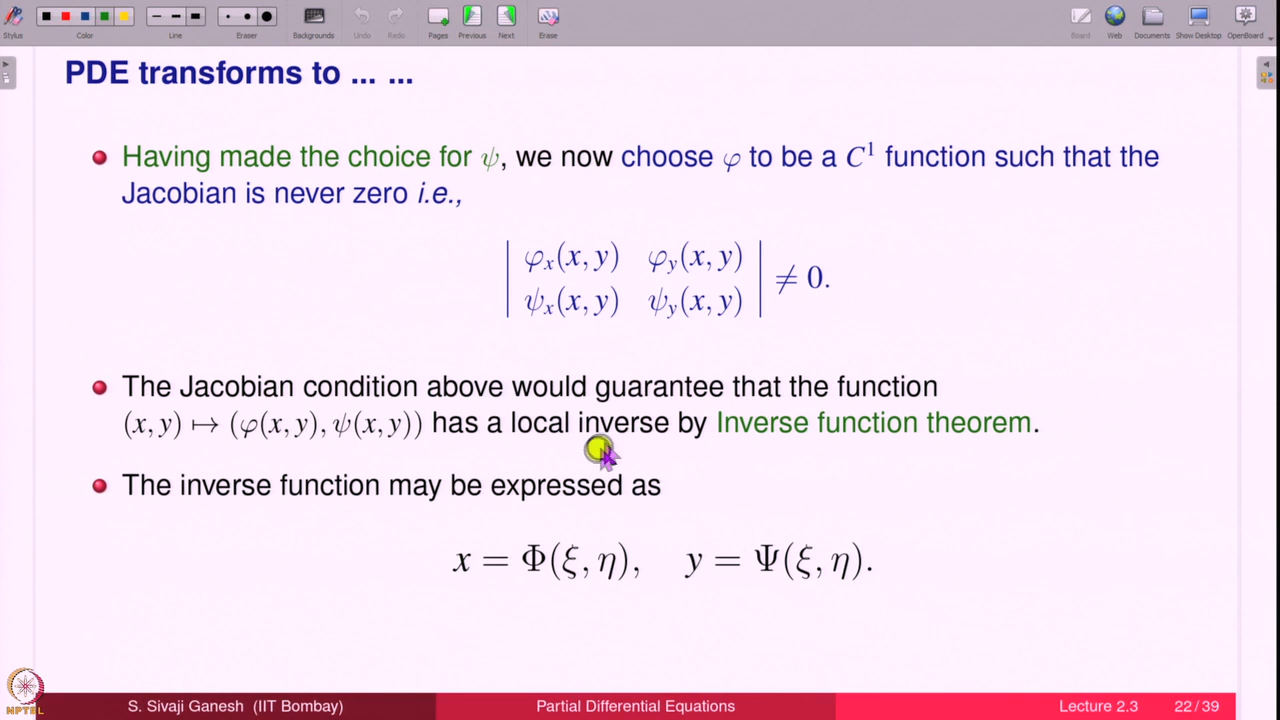 Stylus Color Line Eraser Backgrounds Undo Redo Pages Previous Next Erase Board Web Documents Show Desktop OpenBoard
PDE transforms to ... ...
Having made the choice for ψ, we now choose φ to be a C¹ function such that the
Jacobian is never zero i.e.,
| φₓ(x, y) φ_y(x, y) |
| ψₓ(x, y) ψ_y(x, y) | ≠ 0.
The Jacobian condition above would guarantee that the function
(x, y) ↦ (φ(x, y), ψ(x, y)) has a local inverse by Inverse function theorem.
The inverse function may be expressed as
x = Φ(ξ, η), y = Ψ(ξ, η).
NPTEL
S. Sivaji Ganesh (IIT Bombay) Partial Differential Equations Lecture 2.3 22 / 39